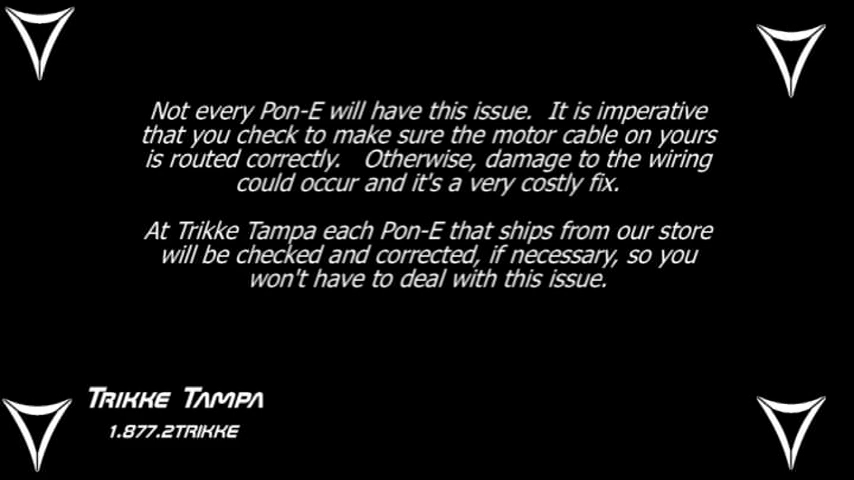 Not every Pon-E will have this issue.  It is imperative
that you check to make sure the motor cable on yours
is routed correctly.   Otherwise, damage to the wiring
could occur and it's a very costly fix.
At Trikke Tampa each Pon-E that ships from our store
will be checked and corrected, if necessary, so you
won't have to deal with this issue.
Trikke Tampa
1.877.2TRIKKE